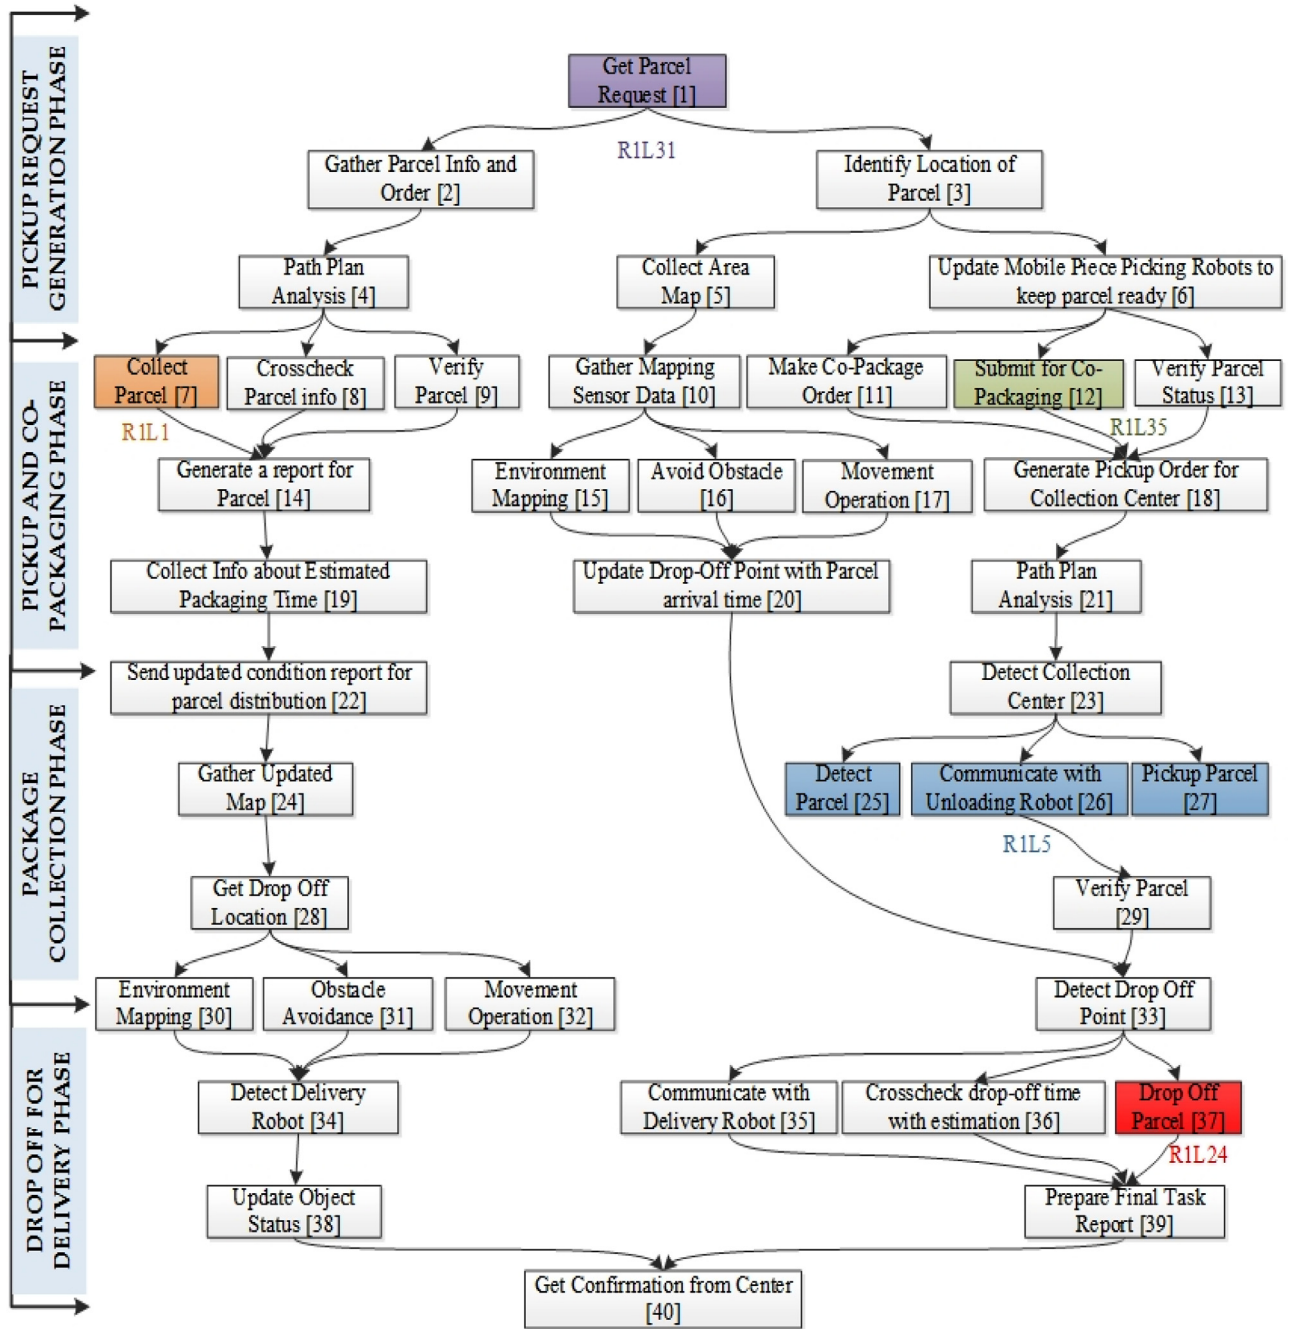 PICKUP REQUEST
GENERATION PHASE
Get Parcel
Request [1]
R1L31
Gather Parcel Info and
Order [2]
Identify Location of
Parcel [3]
Path Plan
Analysis [4]
Collect Area
Map [5]
Update Mobile Piece Picking Robots to
keep parcel ready [6]
PICKUP AND CO-
PACKAGING PHASE
Collect
Parcel [7]
Crosscheck
Parcel info [8]
Verify
Parcel [9]
Gather Mapping
Sensor Data [10]
Make Co-Package
Order [11]
Submit for Co-
Packaging [12]
Verify Parcel
Status [13]
R1L1
R1L35
Generate a report for
Parcel [14]
Environment
Mapping [15]
Avoid Obstacle
[16]
Movement
Operation [17]
Generate Pickup Order for
Collection Center [18]
Collect Info about Estimated
Packaging Time [19]
Update Drop-Off Point with Parcel
arrival time [20]
Path Plan
Analysis [21]
PACKAGE
COLLECTION PHASE
Send updated condition report for
parcel distribution [22]
Detect Collection
Center [23]
Gather Updated
Map [24]
Detect
Parcel [25]
Communicate with
Unloading Robot [26]
Pickup Parcel
[27]
R1L5
Get Drop Off
Location [28]
Verify Parcel
[29]
Environment
Mapping [30]
Obstacle
Avoidance [31]
Movement
Operation [32]
Detect Drop Off
Point [33]
DROP OFF FOR
DELIVERY PHASE
Detect Delivery
Robot [34]
Communicate with
Delivery Robot [35]
Crosscheck drop-off time
with estimation [36]
Drop Off
Parcel [37]
R1L24
Update Object
Status [38]
Prepare Final Task
Report [39]
Get Confirmation from Center
[40]